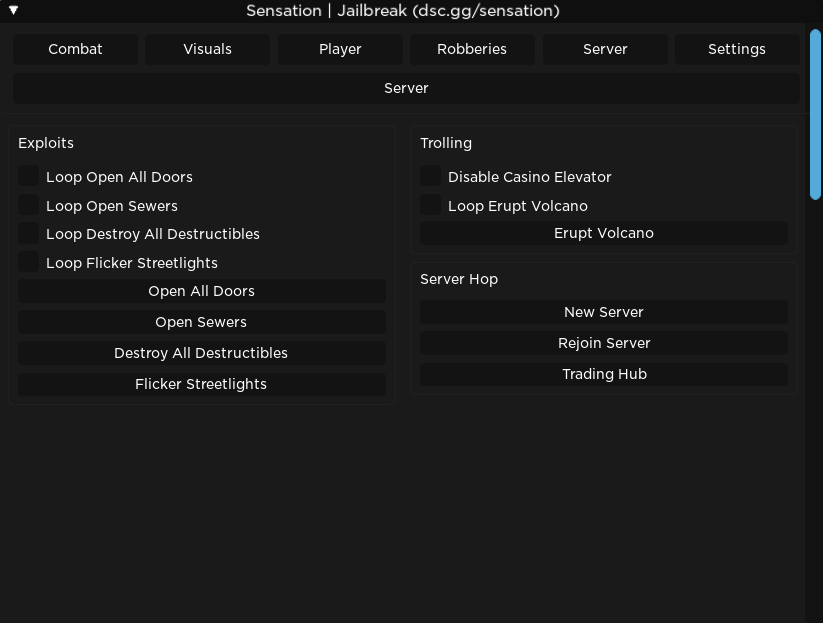 Sensation | Jailbreak (dsc.gg/sensation)
Combat Visuals Player Robberies Server Settings
Server
Exploits
Loop Open All Doors
Loop Open Sewers
Loop Destroy All Destructibles
Loop Flicker Streetlights
Open All Doors
Open Sewers
Destroy All Destructibles
Flicker Streetlights
Trolling
Disable Casino Elevator
Loop Erupt Volcano
Erupt Volcano
Server Hop
New Server
Rejoin Server
Trading Hub